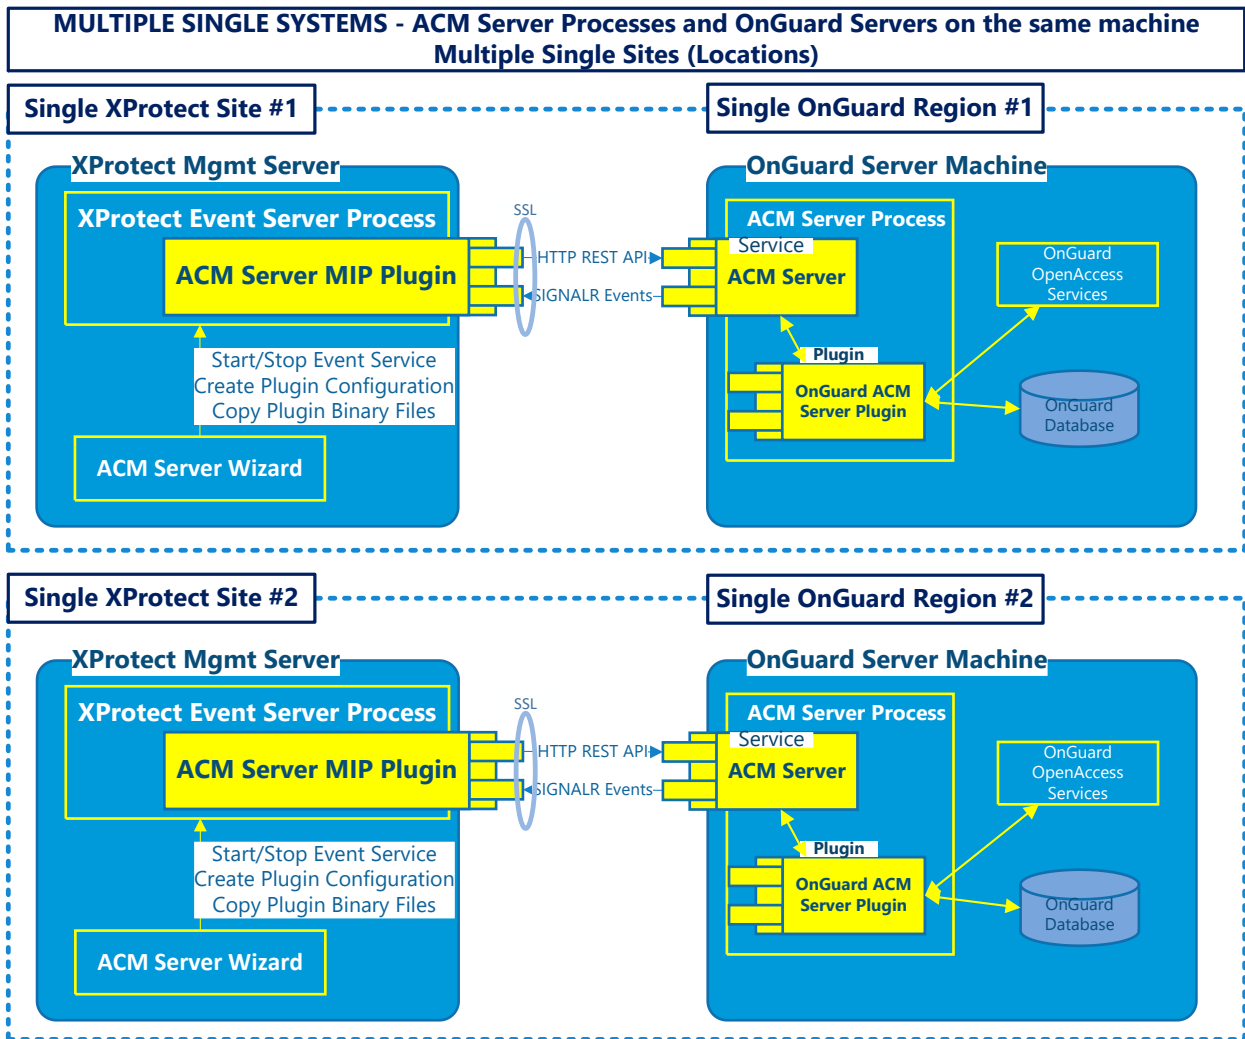 MULTIPLE SINGLE SYSTEMS - ACM Server Processes and OnGuard Servers on the same machine
Multiple Single Sites (Locations)
Single XProtect Site #1
Single OnGuard Region #1
XProtect Mgmt Server
XProtect Event Server Process
ACM Server MIP Plugin
Start/Stop Event Service
Create Plugin Configuration
Copy Plugin Binary Files
ACM Server Wizard
SSL
HTTP REST API
SIGNALR Events
OnGuard Server Machine
ACM Server Process
Service
ACM Server
Plugin
OnGuard ACM
Server Plugin
OnGuard
OpenAccess
Services
OnGuard
Database
Single XProtect Site #2
Single OnGuard Region #2
XProtect Mgmt Server
XProtect Event Server Process
ACM Server MIP Plugin
Start/Stop Event Service
Create Plugin Configuration
Copy Plugin Binary Files
ACM Server Wizard
SSL
HTTP REST API
SIGNALR Events
OnGuard Server Machine
ACM Server Process
Service
ACM Server
Plugin
OnGuard ACM
Server Plugin
OnGuard
OpenAccess
Services
OnGuard
Database